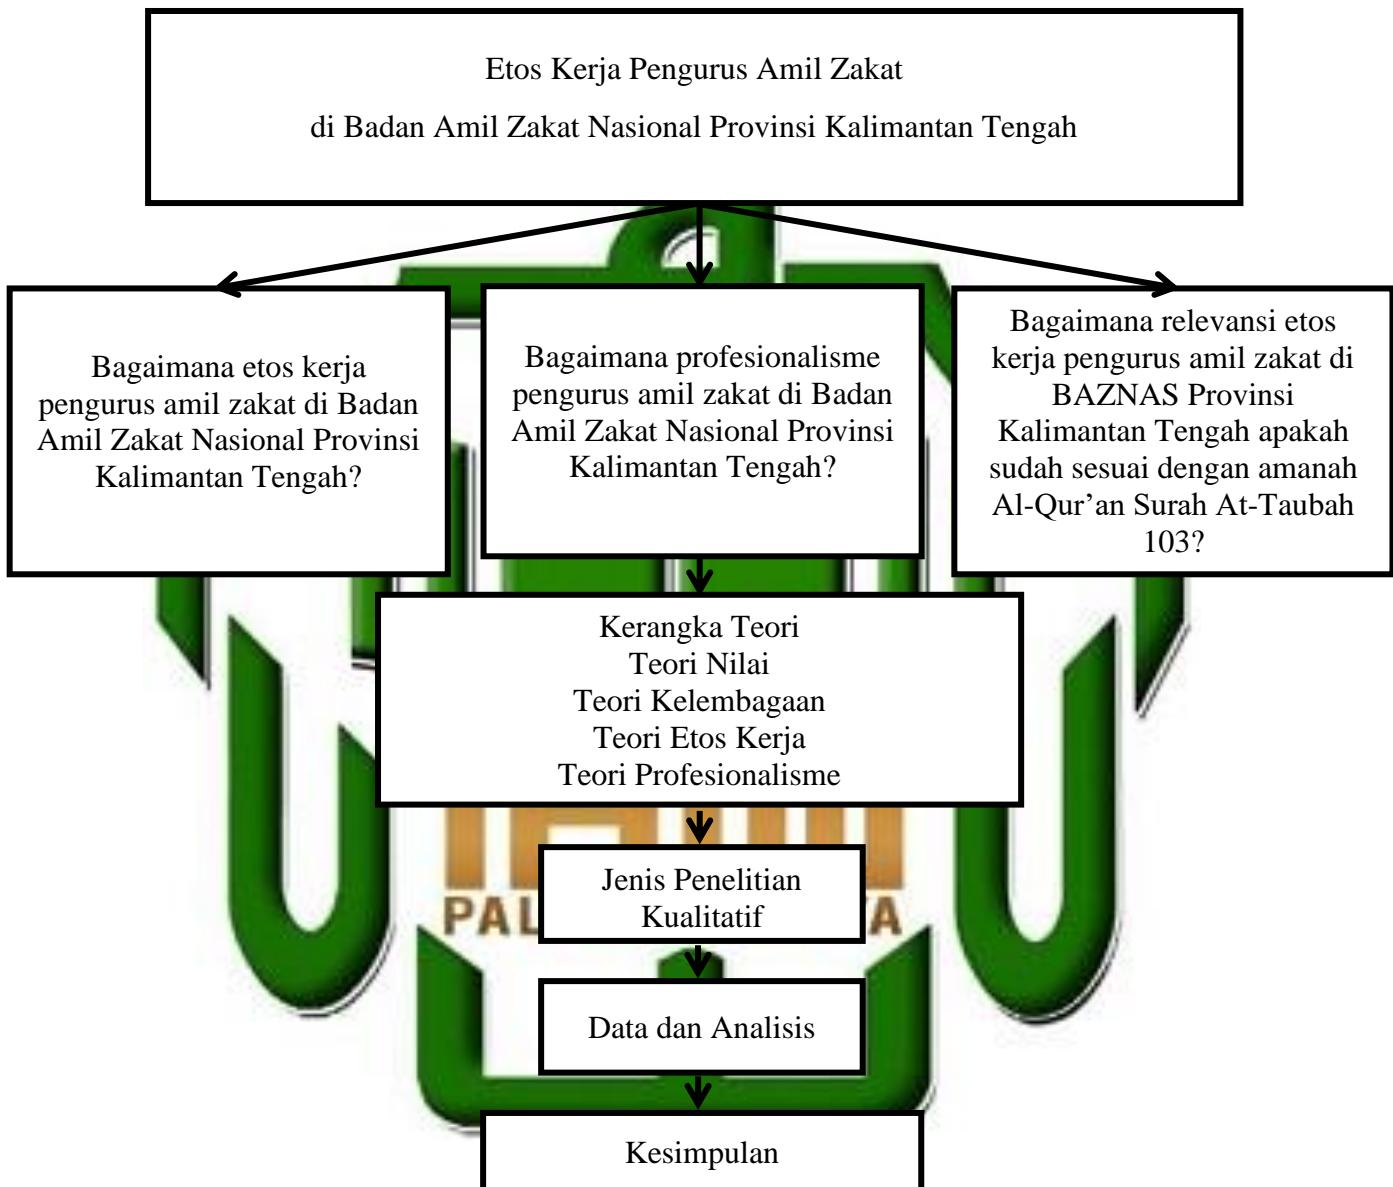 Etos Kerja Pengurus Amil Zakat
di Badan Amil Zakat Nasional Provinsi Kalimantan Tengah
Bagaimana etos kerja
pengurus amil zakat di Badan
Amil Zakat Nasional Provinsi
Kalimantan Tengah?
Bagaimana profesionalisme
pengurus amil zakat di Badan
Amil Zakat Nasional Provinsi
Kalimantan Tengah?
Bagaimana relevansi etos
kerja pengurus amil zakat di
BAZNAS Provinsi
Kalimantan Tengah apakah
sudah sesuai dengan amanah
Al-Qur’an Surah At-Taubah
103?
Kerangka Teori
Teori Nilai
Teori Kelembagaan
Teori Etos Kerja
Teori Profesionalisme
Jenis Penelitian
Kualitatif
Data dan Analisis
Kesimpulan